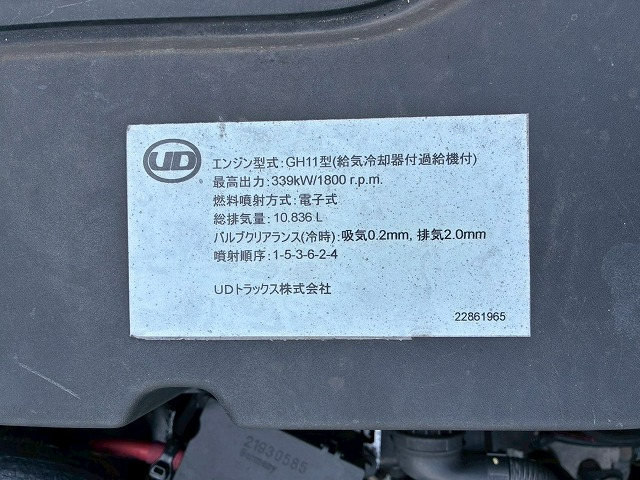 UD
エンジン型式:GH11型(給気冷却器付過給機付)
最高出力:339kW/1800 r.p.m.
燃料噴射方式:電子式
総排気量:10.836 L
バルブクリアランス(冷時):吸気0.2mm, 排気2.0mm
噴射順序:1-5-3-6-2-4
UDトラックス株式会社
22861965
21930585
Germany